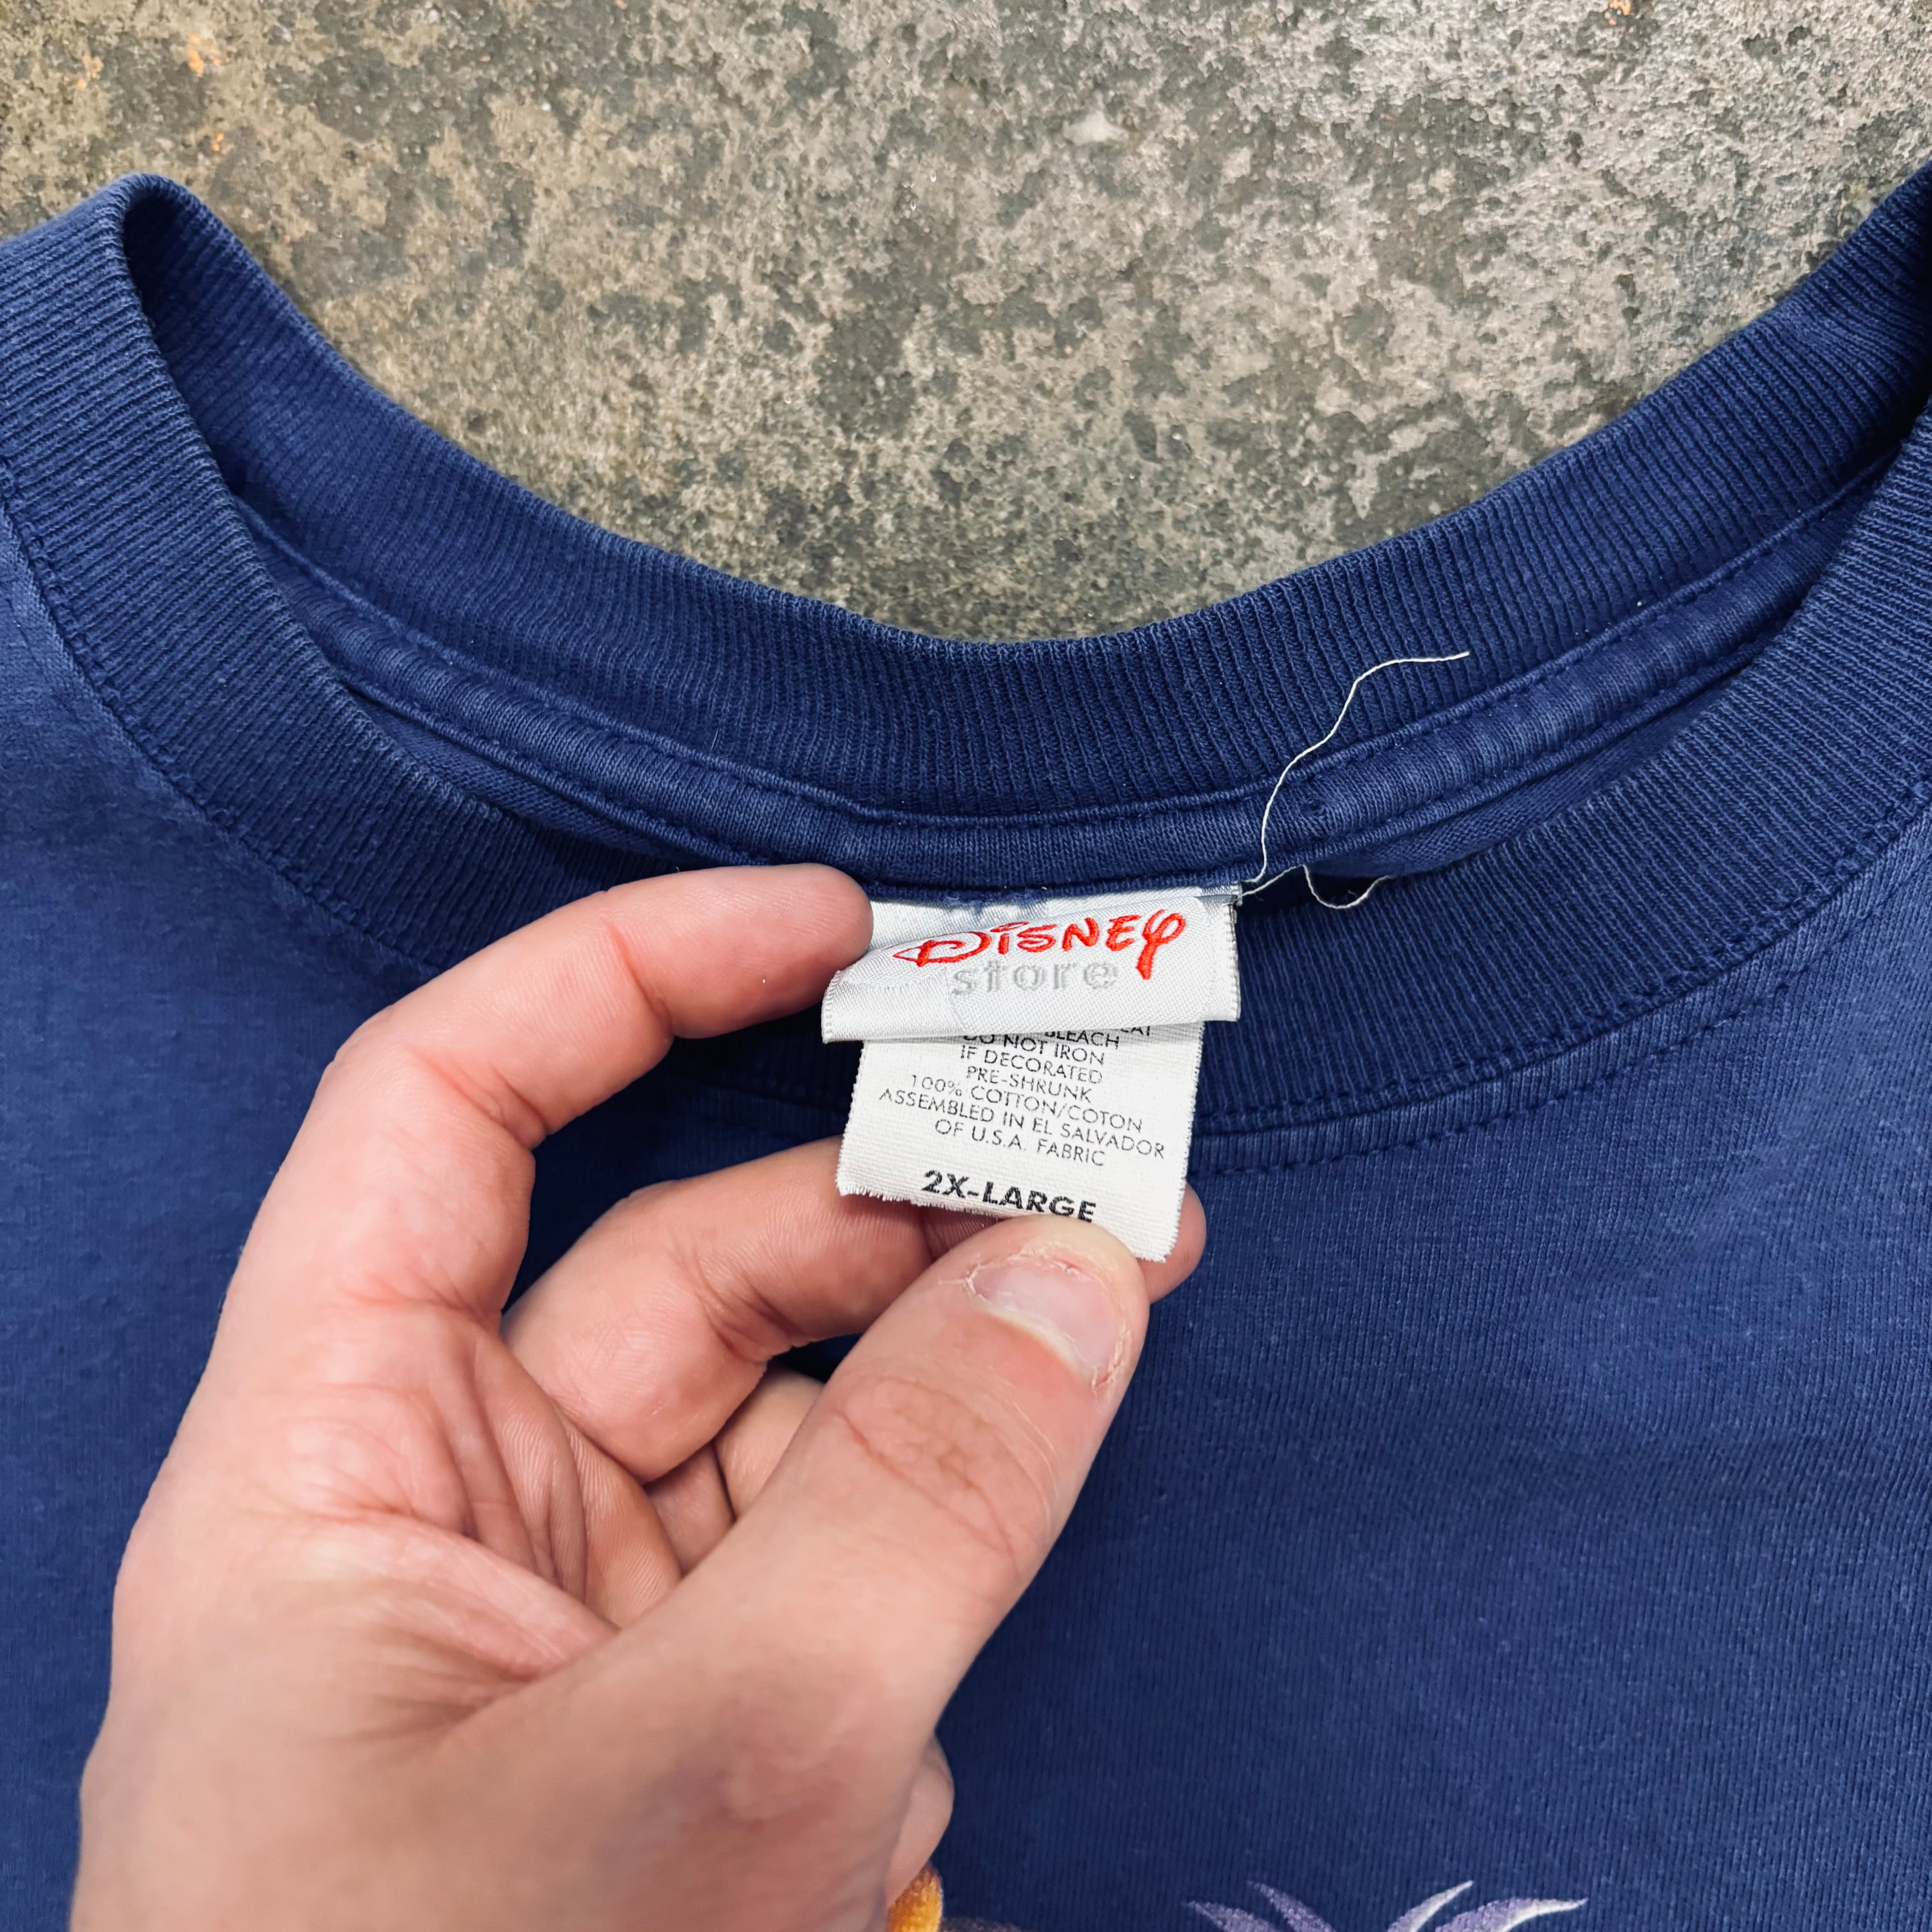 DISNEY
store
BLEACH
DO NOT IRON
IF DECORATED
PRE-SHRUNK
100% COTTON/COTON
ASSEMBLED IN EL SALVADOR
OF U.S.A. FABRIC
2X-LARGE